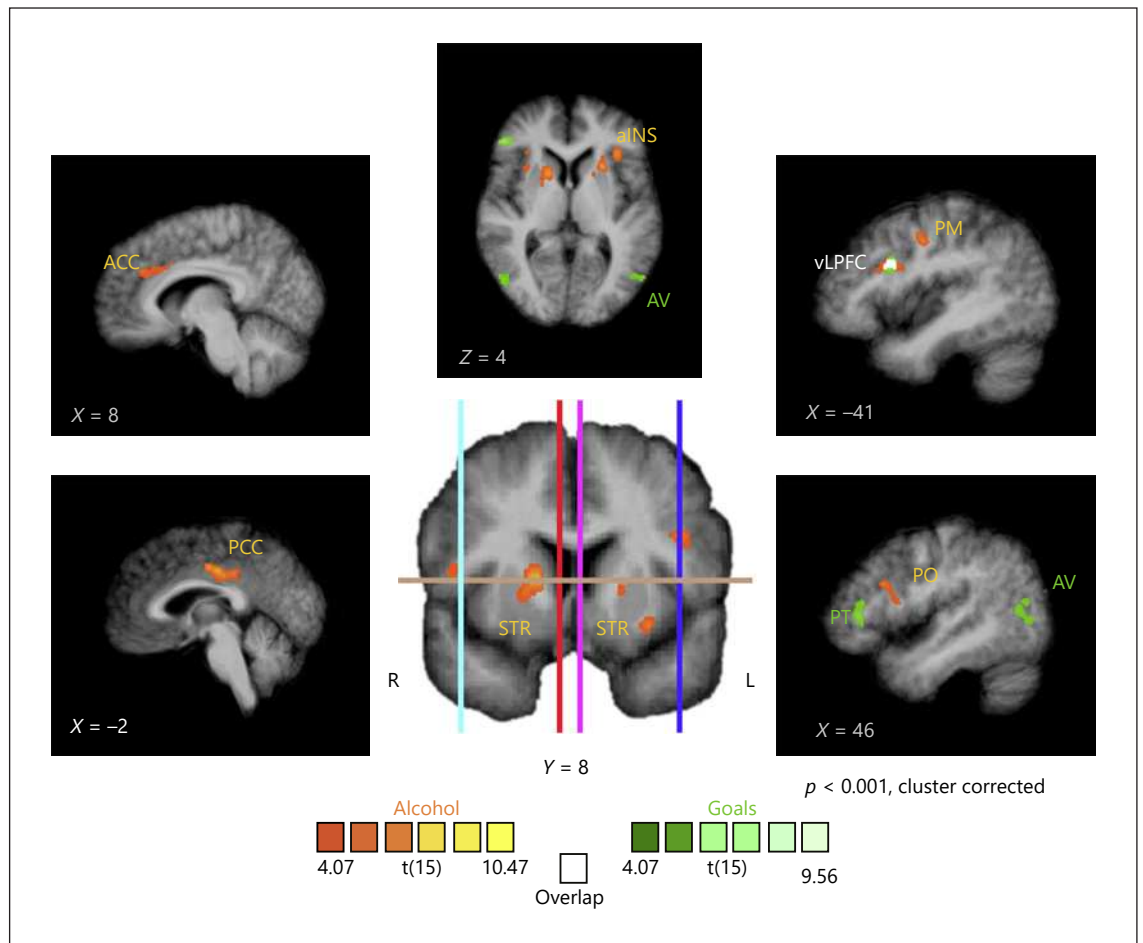 aINS
AV
Z = 4
ACC
X = 8
PM
vLPFC
X = –41
PCC
X = –2
STR
STR
R
L
Y = 8
PO
AV
PT
X = 46
p < 0.001, cluster corrected
Alcohol
4.07
t(15)
10.47
Overlap
Goals
4.07
t(15)
9.56